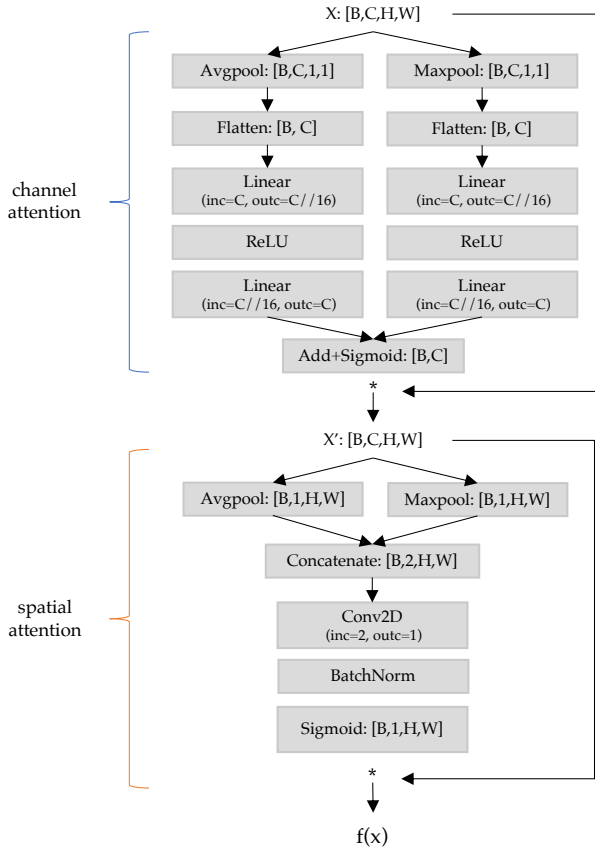 X: [B,C,H,W]
Avgpool: [B,C,1,1]
Maxpool: [B,C,1,1]
Flatten: [B, C]
Flatten: [B, C]
channel
attention
Linear
(inc=C, outc=C//16)
Linear
(inc=C, outc=C//16)
ReLU
ReLU
Linear
(inc=C//16, outc=C)
Linear
(inc=C//16, outc=C)
Add+Sigmoid: [B,C]
*
X': [B,C,H,W]
Avgpool: [B,1,H,W]
Maxpool: [B,1,H,W]
Concatenate: [B,2,H,W]
spatial
attention
Conv2D
(inc=2, outc=1)
BatchNorm
Sigmoid: [B,1,H,W]
*
f(x)